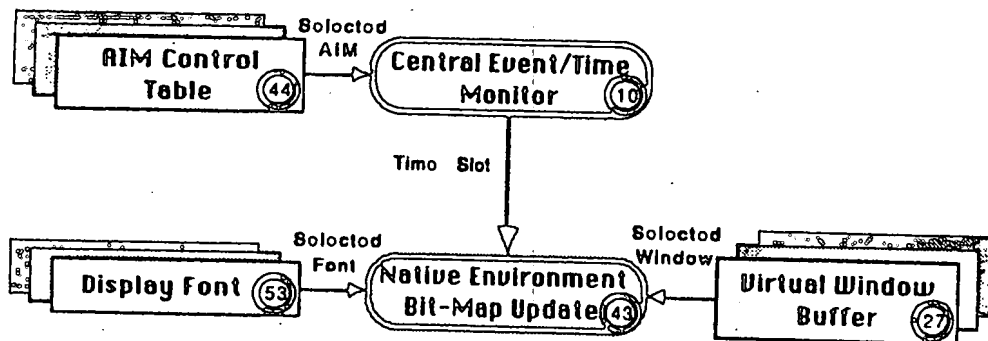 Soloctod
AIM
AIM Control
Table
44
Central Event/Time
Monitor
10
Timo Slot
Soloctod
Font
Display Font
53
Native Environment
Bit-Map Update
43
Soloctod
Window
Virtual Window
Buffer
27